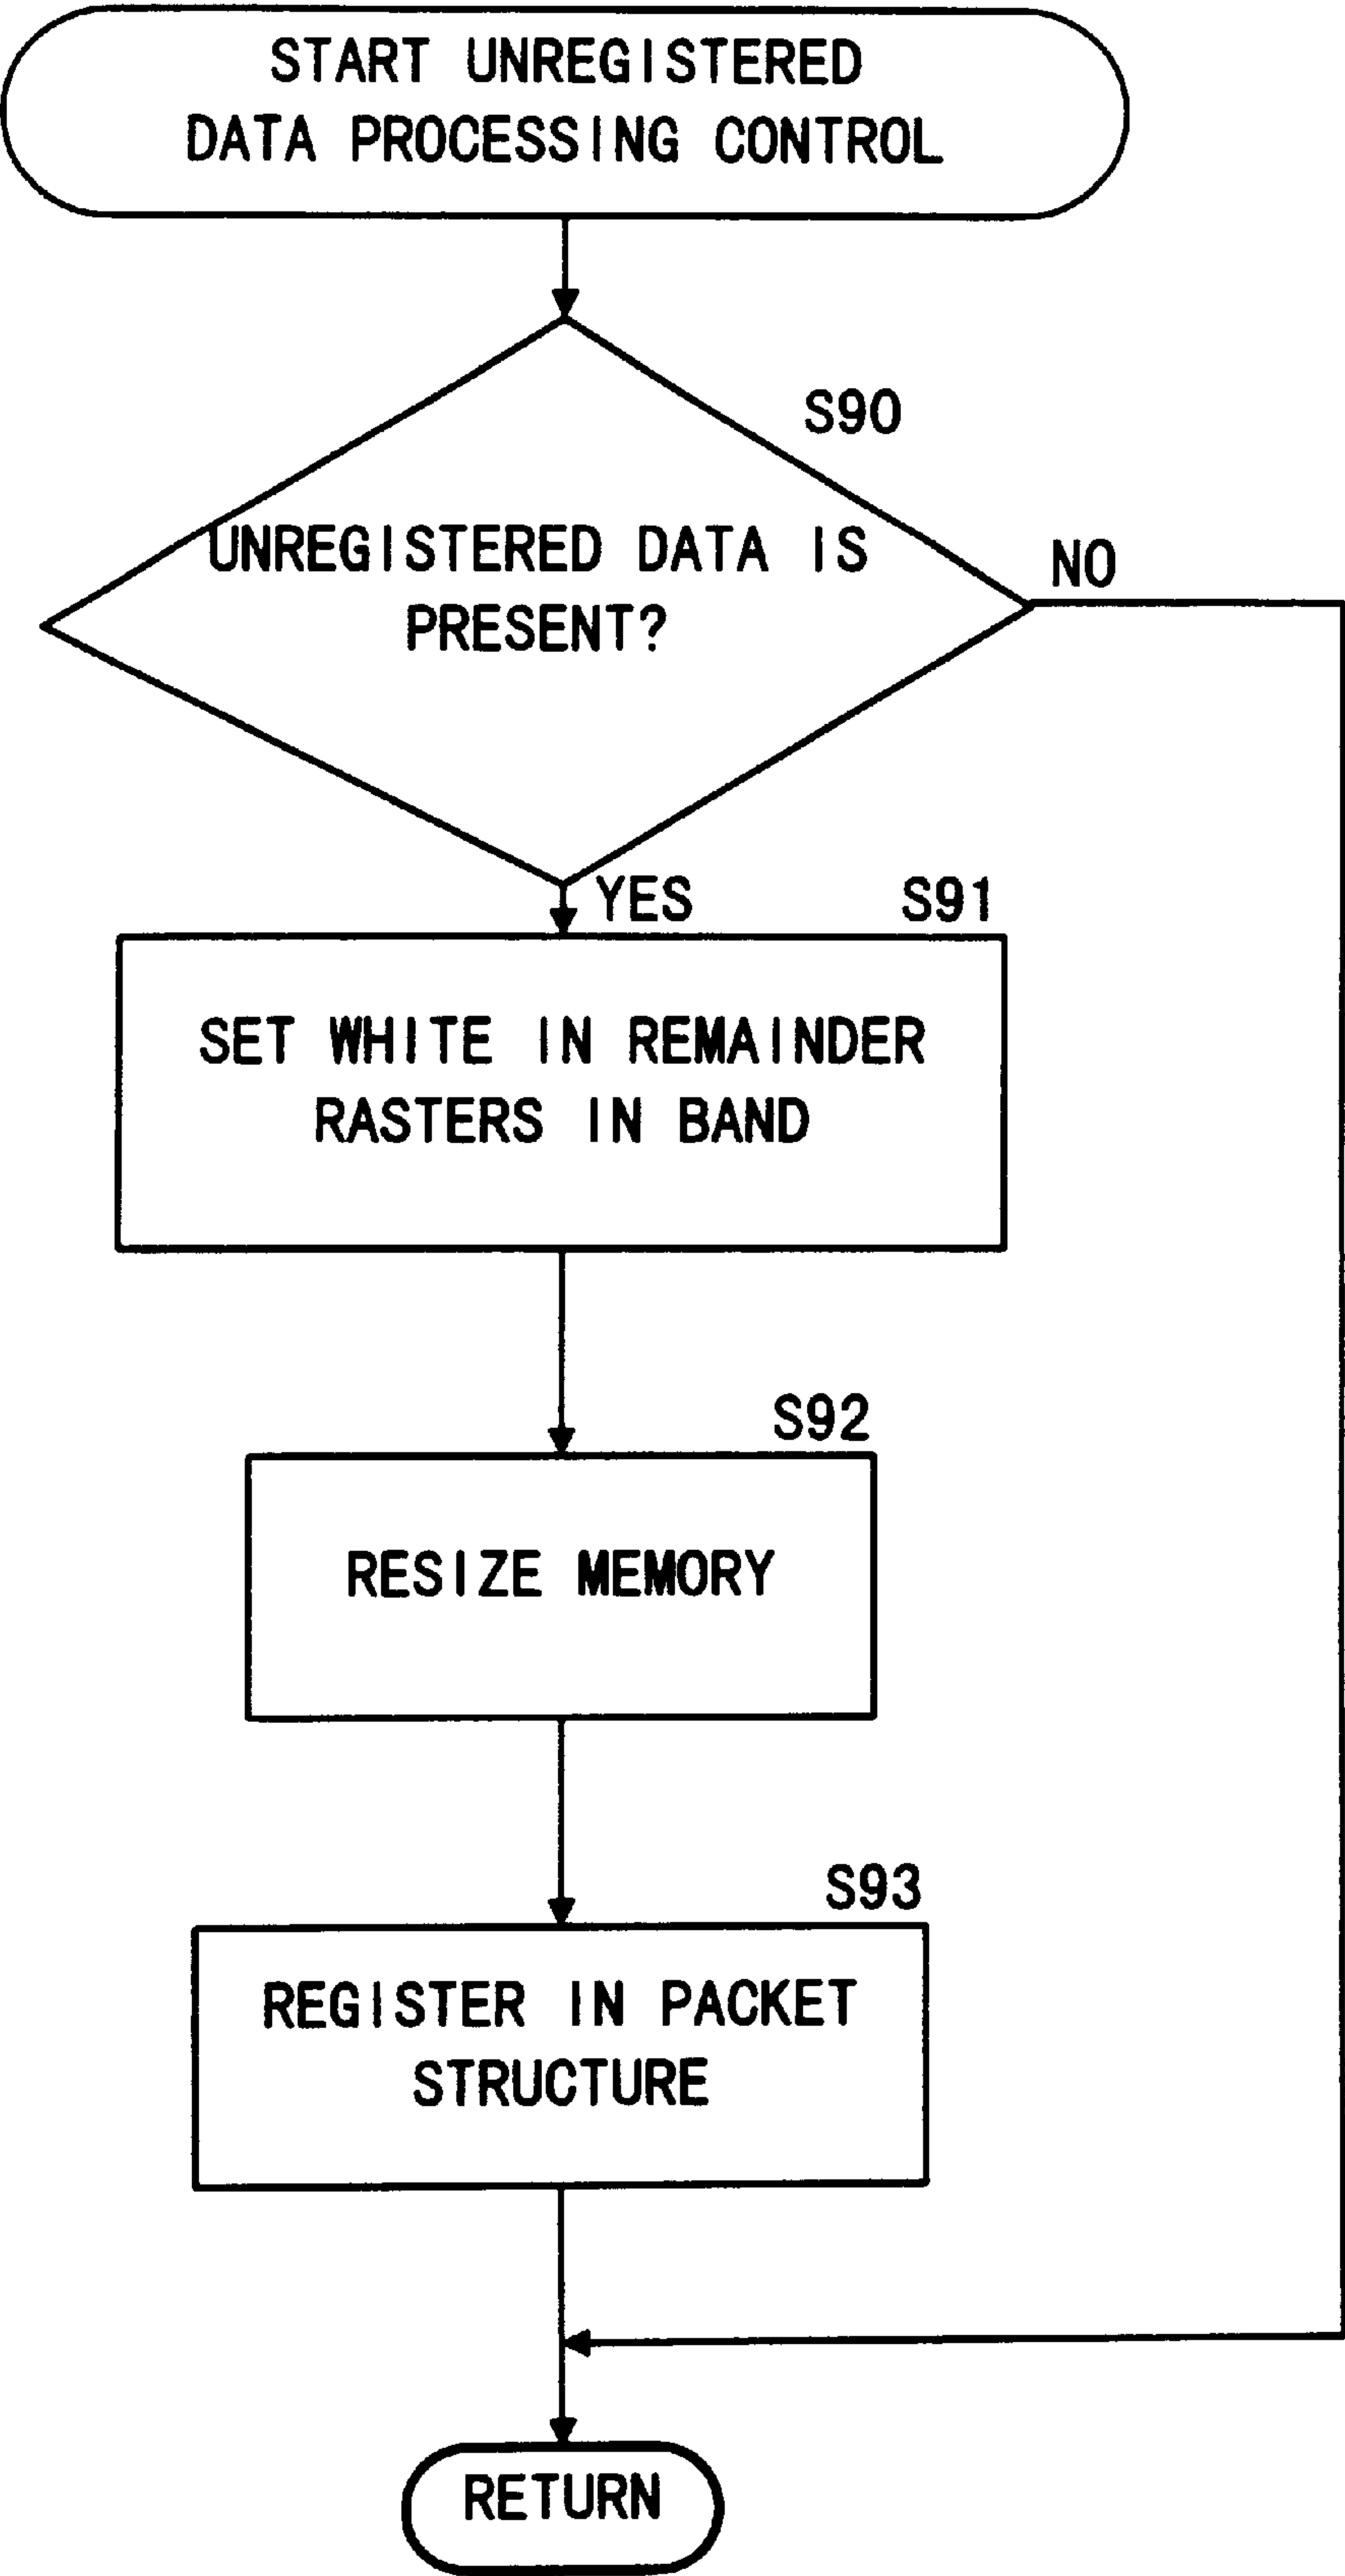 START UNREGISTERED
DATA PROCESSING CONTROL
S90
UNREGISTERED DATA IS
PRESENT?
NO
YES
S91
SET WHITE IN REMAINDER
RASTERS IN BAND
S92
RESIZE MEMORY
S93
REGISTER IN PACKET
STRUCTURE
RETURN